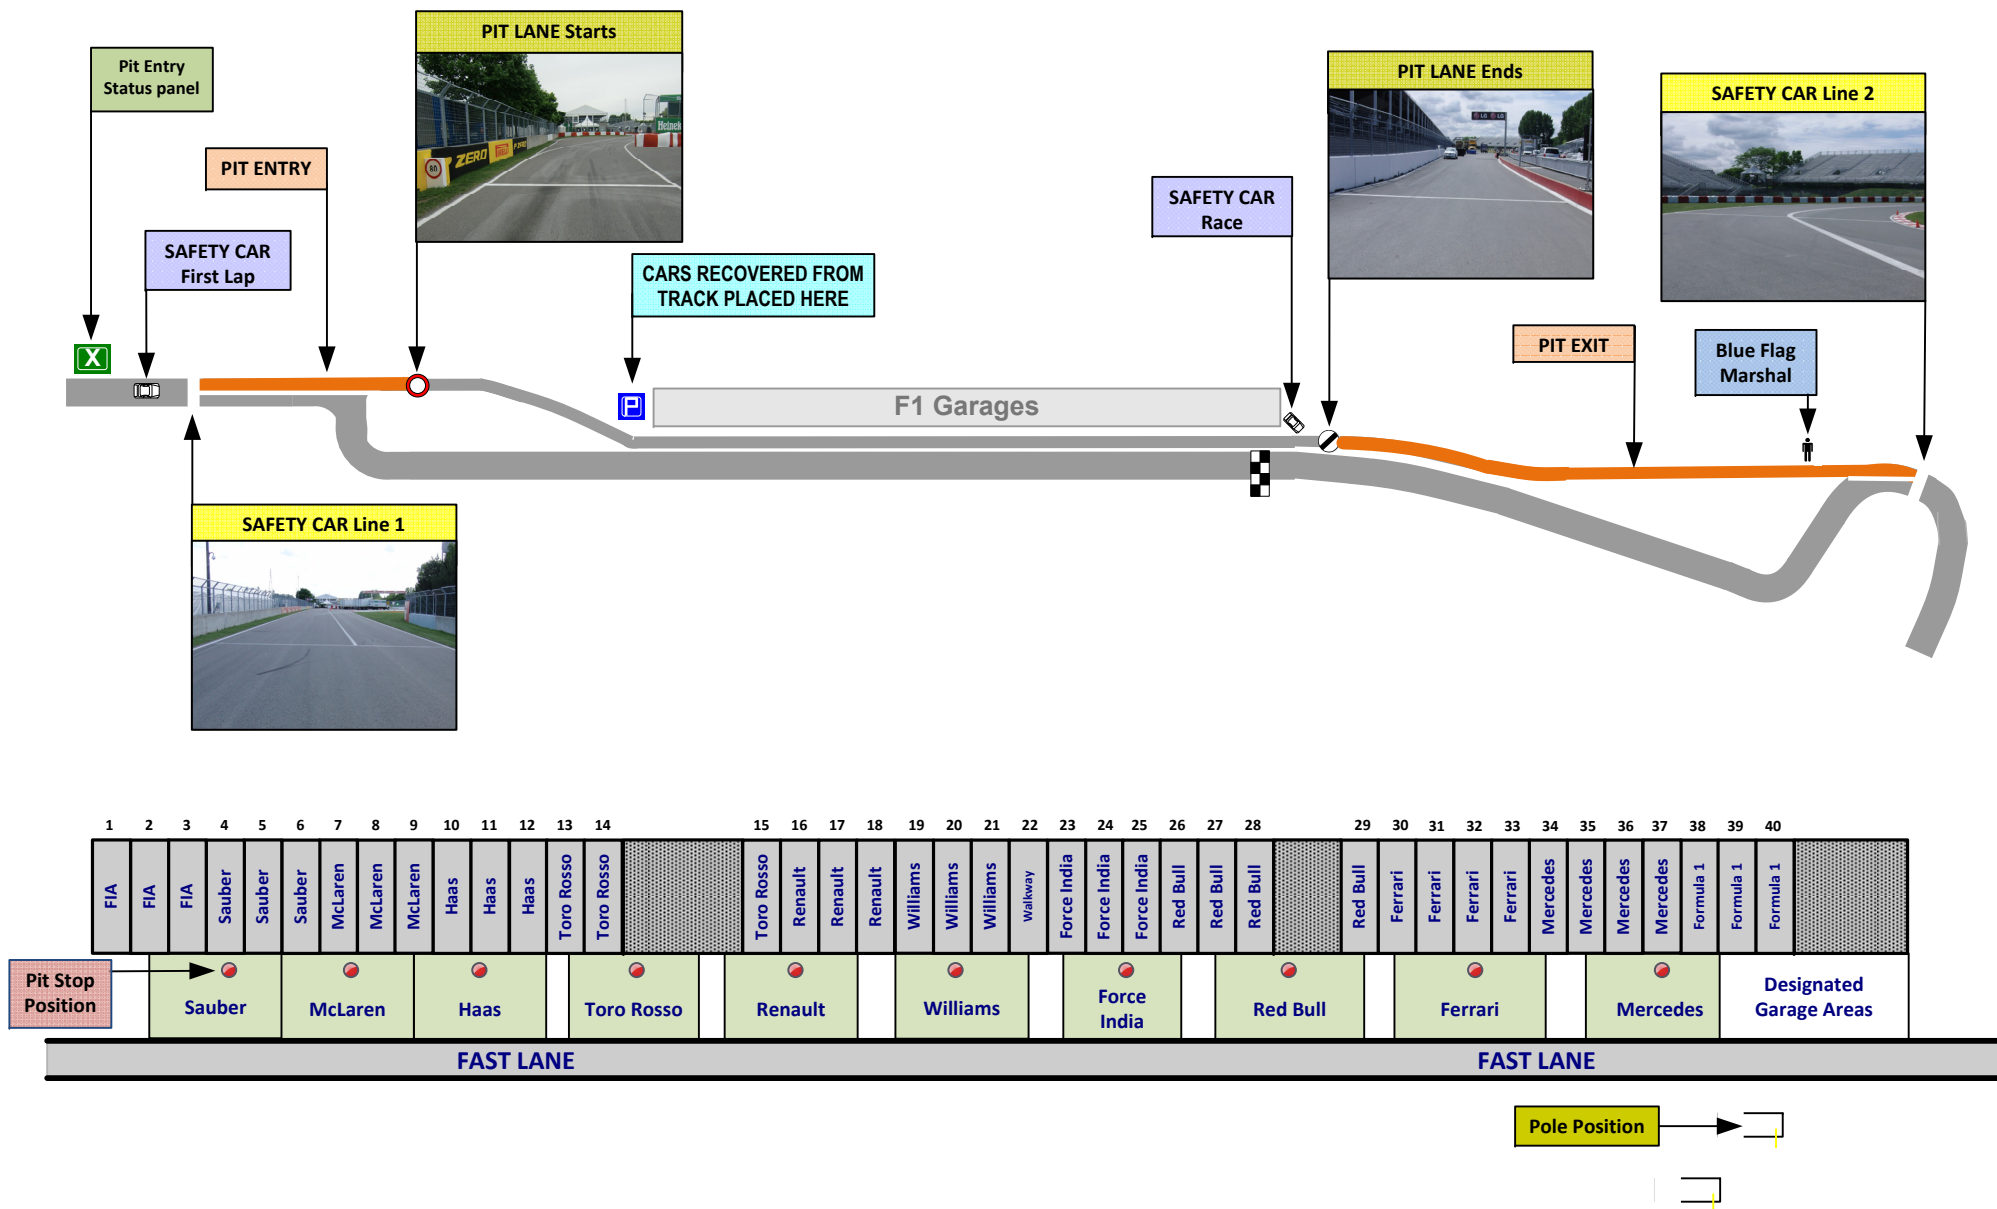 PIT LANE Starts
Pit Entry
Status panel
PIT LANE Ends
SAFETY CAR Line 2
PIT ENTRY
ZERO
80
Heineken
LG LG
SAFETY CAR
Race
SAFETY CAR
First Lap
CARS RECOVERED FROM
TRACK PLACED HERE
PIT EXIT
Blue Flag
Marshal
X
P
F1 Garages
SAFETY CAR Line 1
1 2 3 4 5 6 7 8 9 10 11 12 13 14 15 16 17 18 19 20 21 22 23 24 25 26 27 28 29 30 31 32 33 34 35 36 37 38 39 40
FIA
FIA
FIA
Sauber
Sauber
Sauber
McLaren
McLaren
McLaren
Haas
Haas
Haas
Toro Rosso
Toro Rosso
Toro Rosso
Renault
Renault
Renault
Williams
Williams
Williams
Walkway
Force India
Force India
Force India
Red Bull
Red Bull
Red Bull
Red Bull
Ferrari
Ferrari
Ferrari
Ferrari
Mercedes
Mercedes
Mercedes
Mercedes
Formula 1
Formula 1
Formula 1
Pit Stop
Position
Sauber
McLaren
Haas
Toro Rosso
Renault
Williams
Force
India
Red Bull
Ferrari
Mercedes
Designated
Garage Areas
FAST LANE FAST LANE
Pole Position